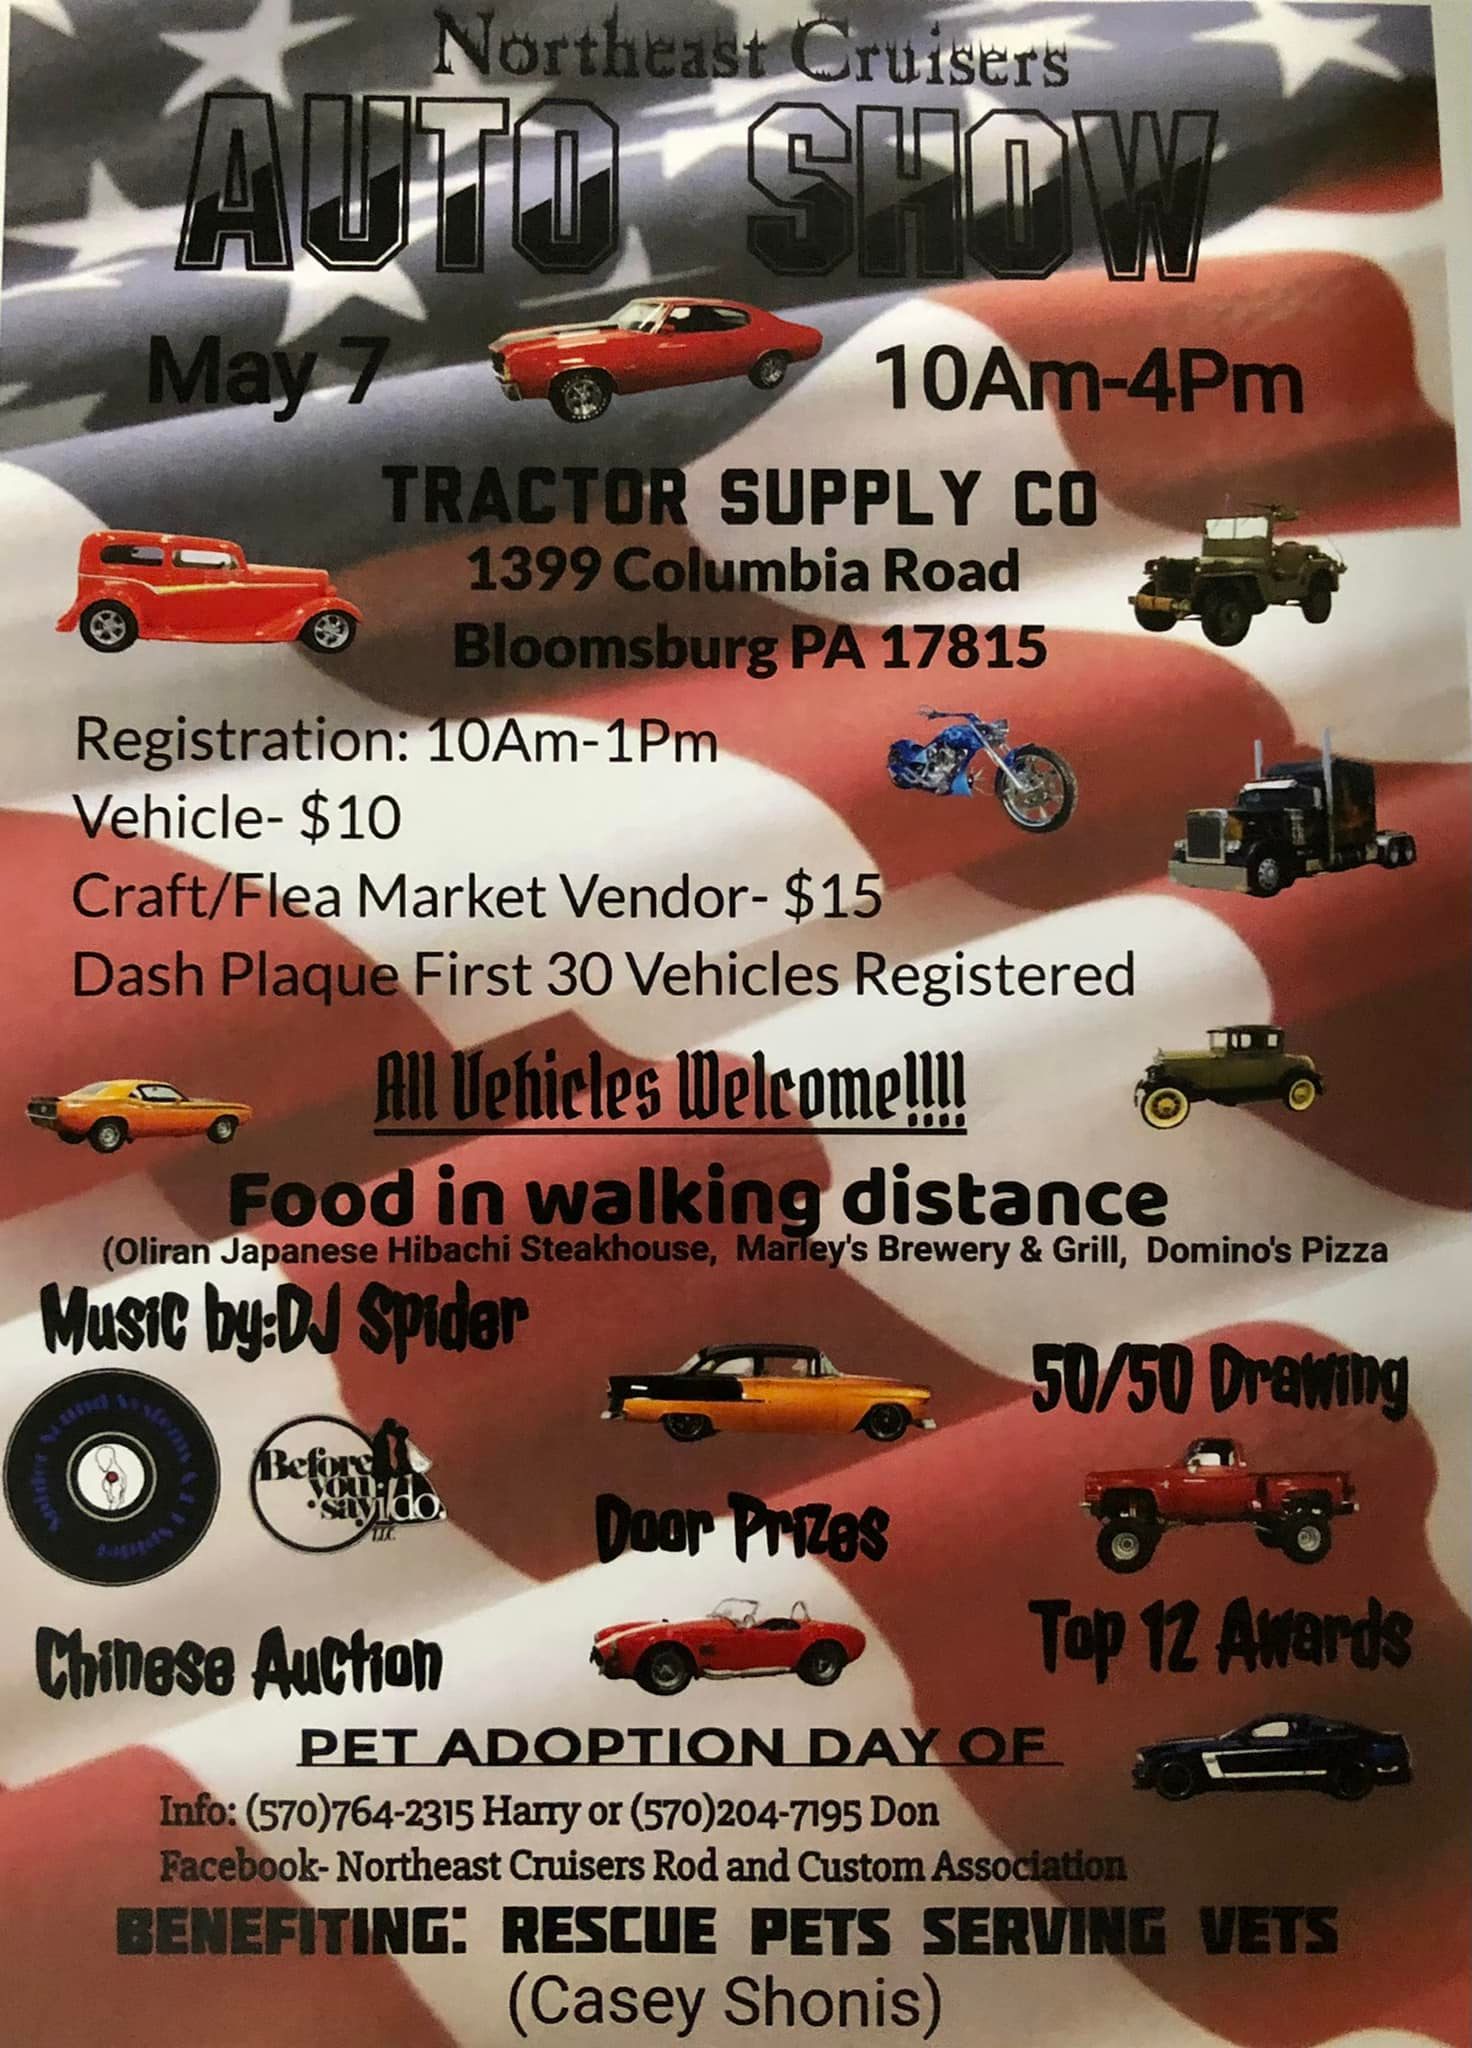 Northeast Cruisers
AUTO SHOW
May 7
10Am-4Pm
TRACTOR SUPPLY CO
1399 Columbia Road
Bloomsburg PA 17815
Registration: 10Am-1Pm
Vehicle- $10
Craft/Flea Market Vendor- $15
Dash Plaque First 30 Vehicles Registered
All Vehicles Welcome!!!!
Food in walking distance
(Oliran Japanese Hibachi Steakhouse, Marley's Brewery & Grill, Domino's Pizza
Music by:DJ Spider
50/50 Drawing
Before
you
say i do.
LLC
Door Prizes
Chinese Auction
Top 12 Awards
PET ADOPTION DAY OF
Info: (570)764-2315 Harry or (570)204-7195 Don
Facebook- Northeast Cruisers Rod and Custom Association
BENEFITING: RESCUE PETS SERVING VETS
(Casey Shonis)